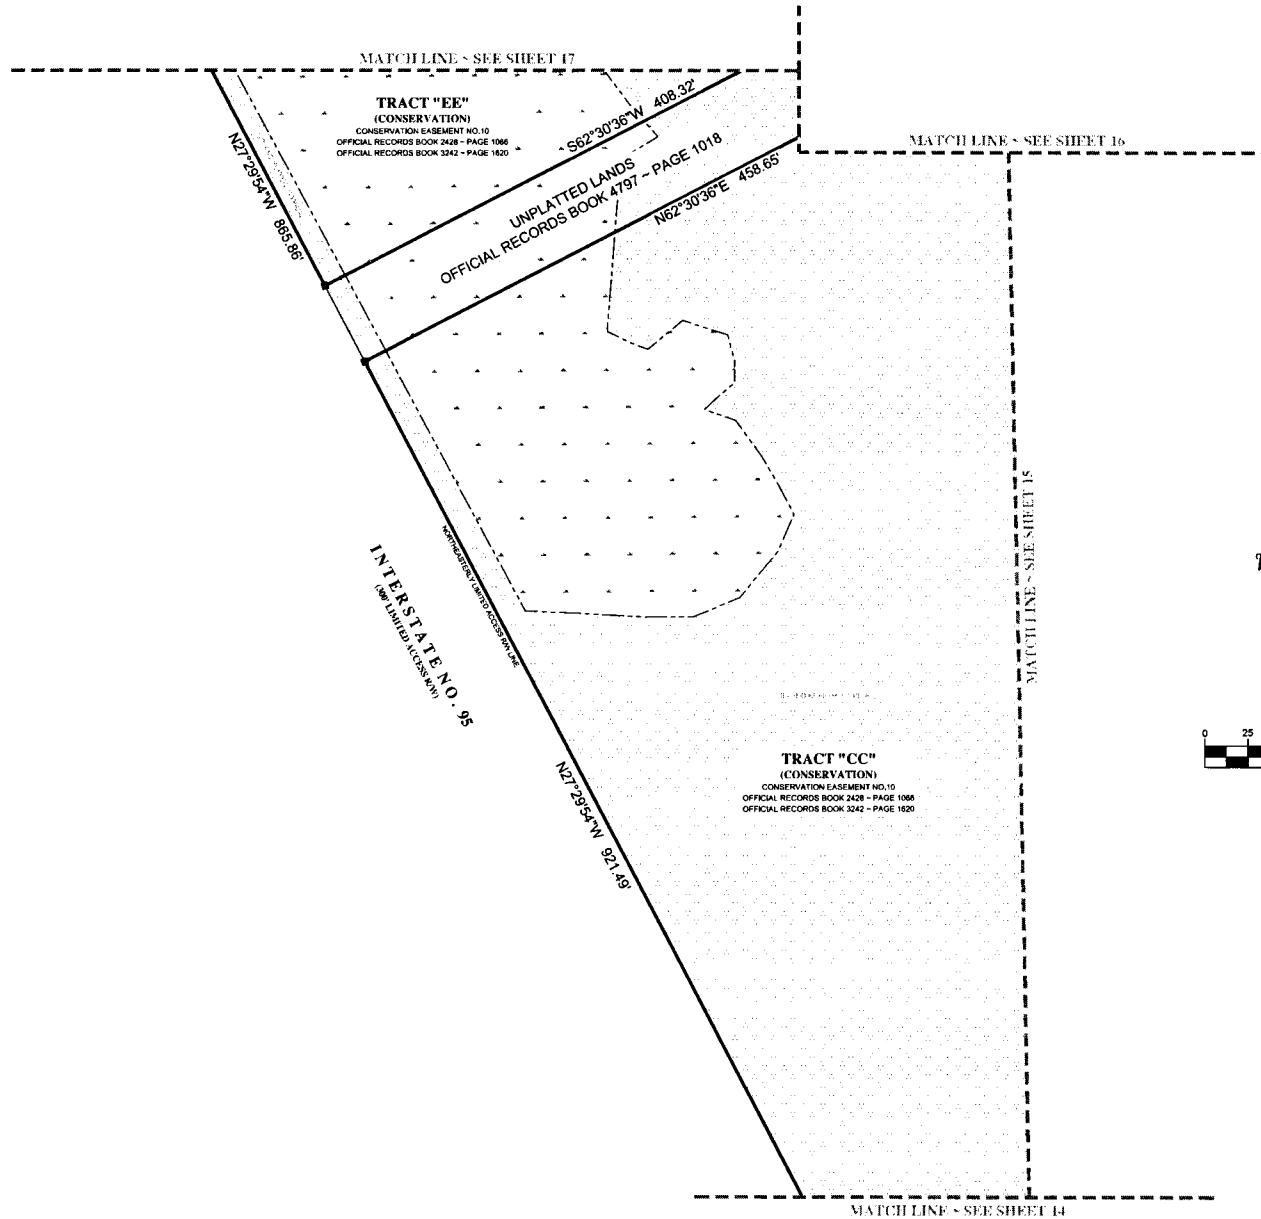 MATCH LINE ~ SEE SHEET 17
TRACT "EE"
(CONSERVATION)
CONSERVATION EASEMENT NO.10
OFFICIAL RECORDS BOOK 2428 ~ PAGE 1066
OFFICIAL RECORDS BOOK 3242 ~ PAGE 1620
S62°30'36"W 408.32'
MATCH LINE ~ SEE SHEET 16
N27°29'54"W 865.86'
UNPLATTED LANDS
OFFICIAL RECORDS BOOK 4797 ~ PAGE 1018
N62°30'36"E 458.65'
MATCH LINE ~ SEE SHEET 15
INTERSTATE NO. 95
(300' LIMITED ACCESS R/W)
NORTHEASTERLY LIMITED ACCESS R/W LINE
0 25
TRACT "CC"
(CONSERVATION)
CONSERVATION EASEMENT NO.10
OFFICIAL RECORDS BOOK 2428 ~ PAGE 1066
OFFICIAL RECORDS BOOK 3242 ~ PAGE 1620
N27°29'54"W 921.49'
MATCH LINE ~ SEE SHEET 14